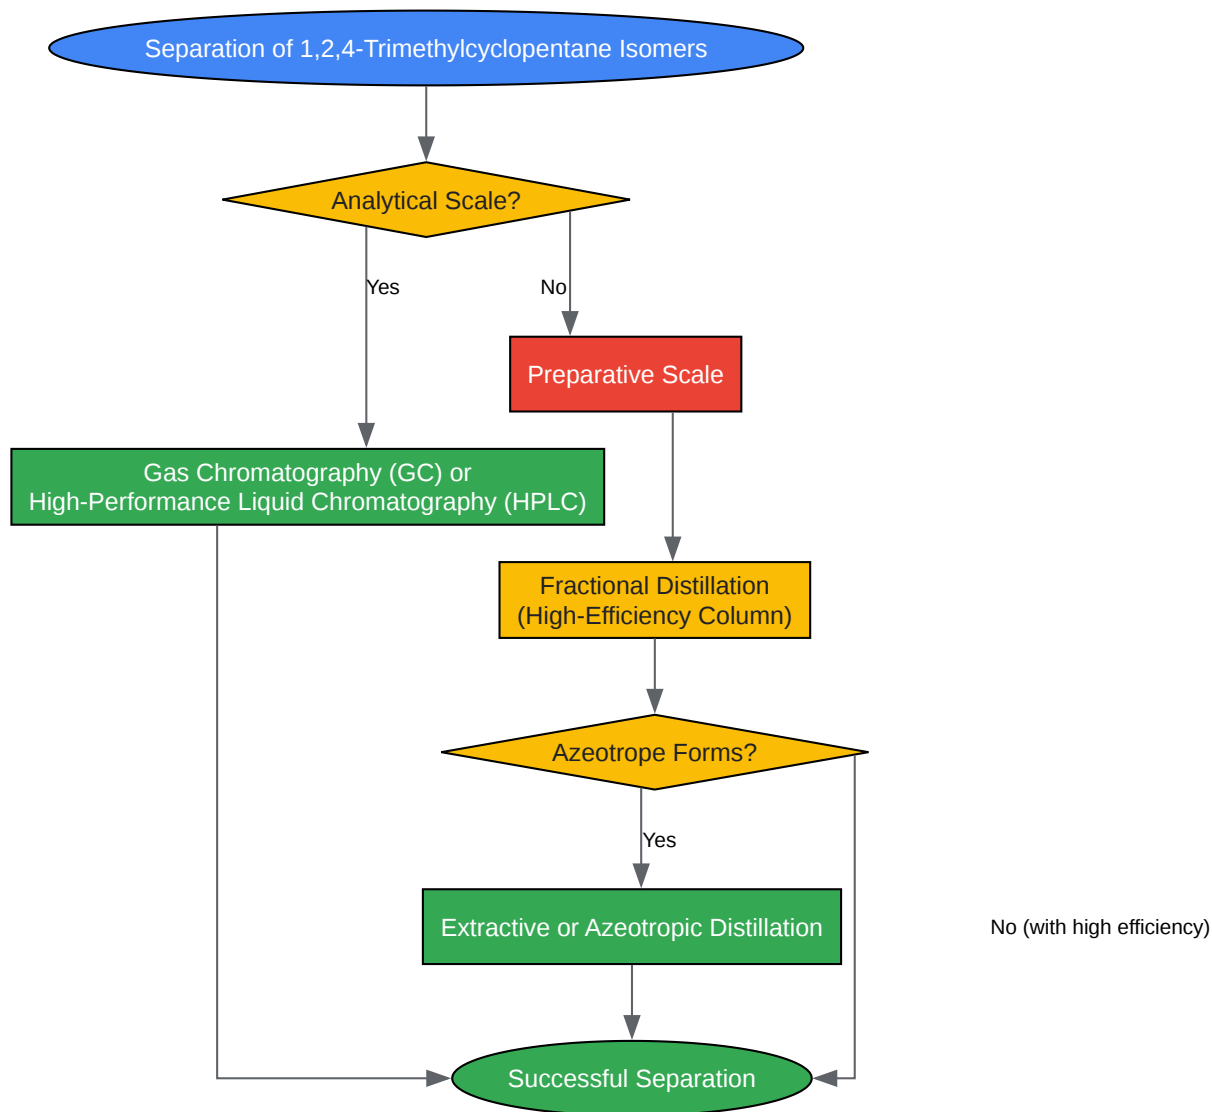 Separation of 1,2,4-Trimethylcyclopentane Isomers
Analytical Scale?
Yes
No
Preparative Scale
Gas Chromatography (GC) or
High-Performance Liquid Chromatography (HPLC)
Fractional Distillation
(High-Efficiency Column)
Azeotrope Forms?
Yes
Extractive or Azeotropic Distillation
No (with high efficiency)
Successful Separation